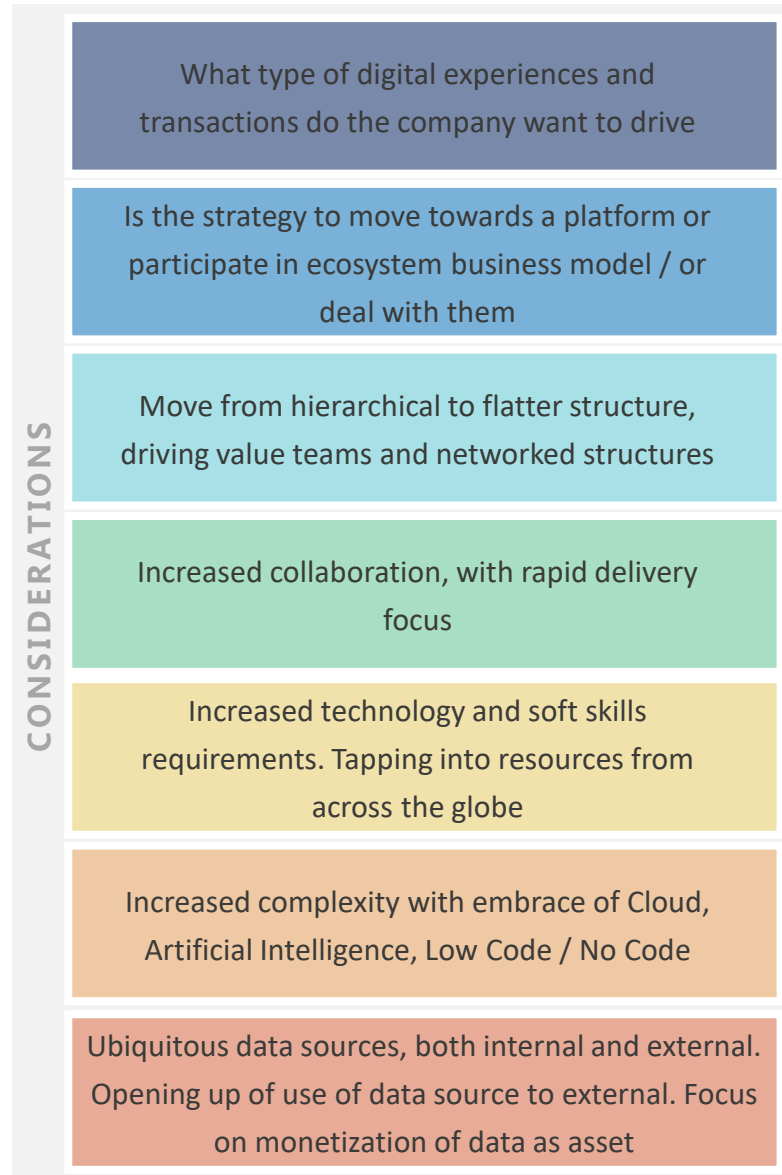 CONSIDERATIONS
What type of digital experiences and
transactions do the company want to drive
Is the strategy to move towards a platform or
participate in ecosystem business model / or
deal with them
Move from hierarchical to flatter structure,
driving value teams and networked structures
Increased collaboration, with rapid delivery
focus
Increased technology and soft skills
requirements. Tapping into resources from
across the globe
Increased complexity with embrace of Cloud,
Artificial Intelligence, Low Code / No Code
Ubiquitous data sources, both internal and external.
Opening up of use of data source to external. Focus
on monetization of data as asset